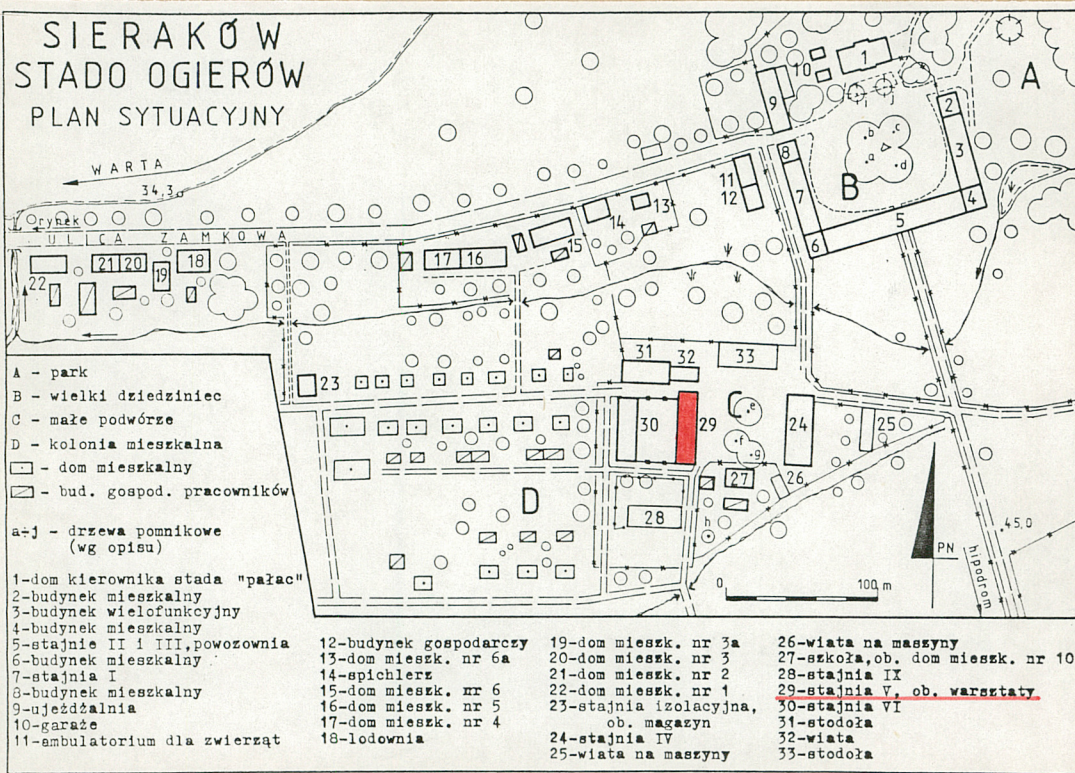 SIERAKÓW
STADO OGIERÓW
PLAN SYTUACYJNY
WARTA
34,3
rynek
ULICA ZAMKOWA
22
21
20
19
18
17
16
15
14
13
11
12
10
1
9
8
7
6
5
4
3
2
A
B
a
b
c
d
i
j
23
31
32
33
30
29
C
e
f
g
h
24
25
26
27
28
D
45,0
PN
hipodrom
0 100 m
A - park
B - wielki dziedziniec
C - małe podwórze
D - kolonia mieszkalna
- dom mieszkalny
- bud. gospod. pracowników
a÷j - drzewa pomnikowe
(wg opisu)
1-dom kierownika stada "pałac"
2-budynek mieszkalny
3-budynek wielofunkcyjny
4-budynek mieszkalny
5-stajnie II i III,powozownia
6-budynek mieszkalny
7-stajnia I
8-budynek mieszkalny
9-ujeżdżalnia
10-garaże
11-ambulatorium dla zwierząt
12-budynek gospodarczy
13-dom mieszk. nr 6a
14-spichlerz
15-dom mieszk. nr 6
16-dom mieszk. nr 5
17-dom mieszk. nr 4
18-lodownia
19-dom mieszk. nr 3a
20-dom mieszk. nr 3
21-dom mieszk. nr 2
22-dom mieszk. nr 1
23-stajnia izolacyjna,
ob. magazyn
24-stajnia IV
25-wiata na maszyny
26-wiata na maszyny
27-szkoła,ob. dom mieszk. nr 10
28-stajnia IX
29-stajnia V, ob. warsztaty
30-stajnia VI
31-stodoła
32-wiata
33-stodoła